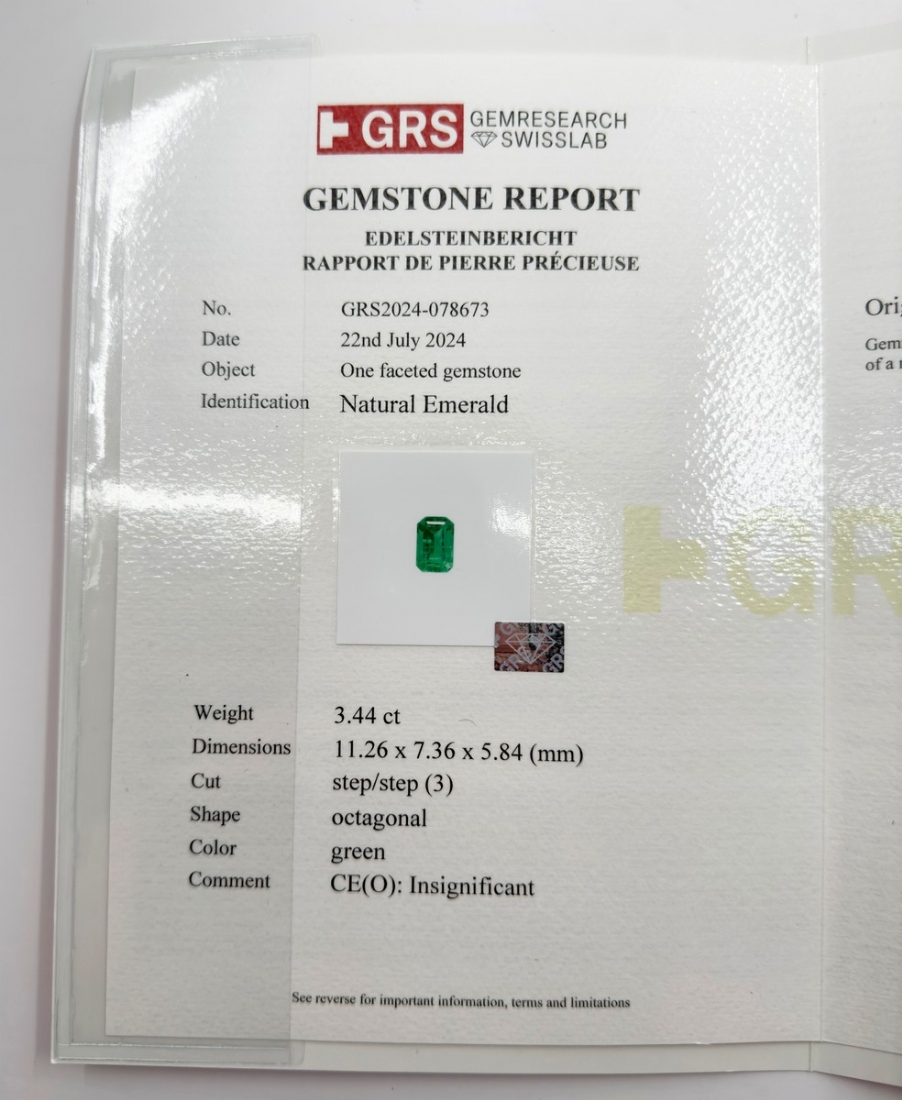 GRS GEMRESEARCH
SWISSLAB
GEMSTONE REPORT
EDELSTEINBERICHT
RAPPORT DE PIERRE PRÉCIEUSE
No. GRS2024-078673
Date 22nd July 2024
Object One faceted gemstone
Identification Natural Emerald
GRS
Weight 3.44 ct
Dimensions 11.26 x 7.36 x 5.84 (mm)
Cut step/step (3)
Shape octagonal
Color green
Comment CE(O): Insignificant
See reverse for important information, terms and limitations
of a